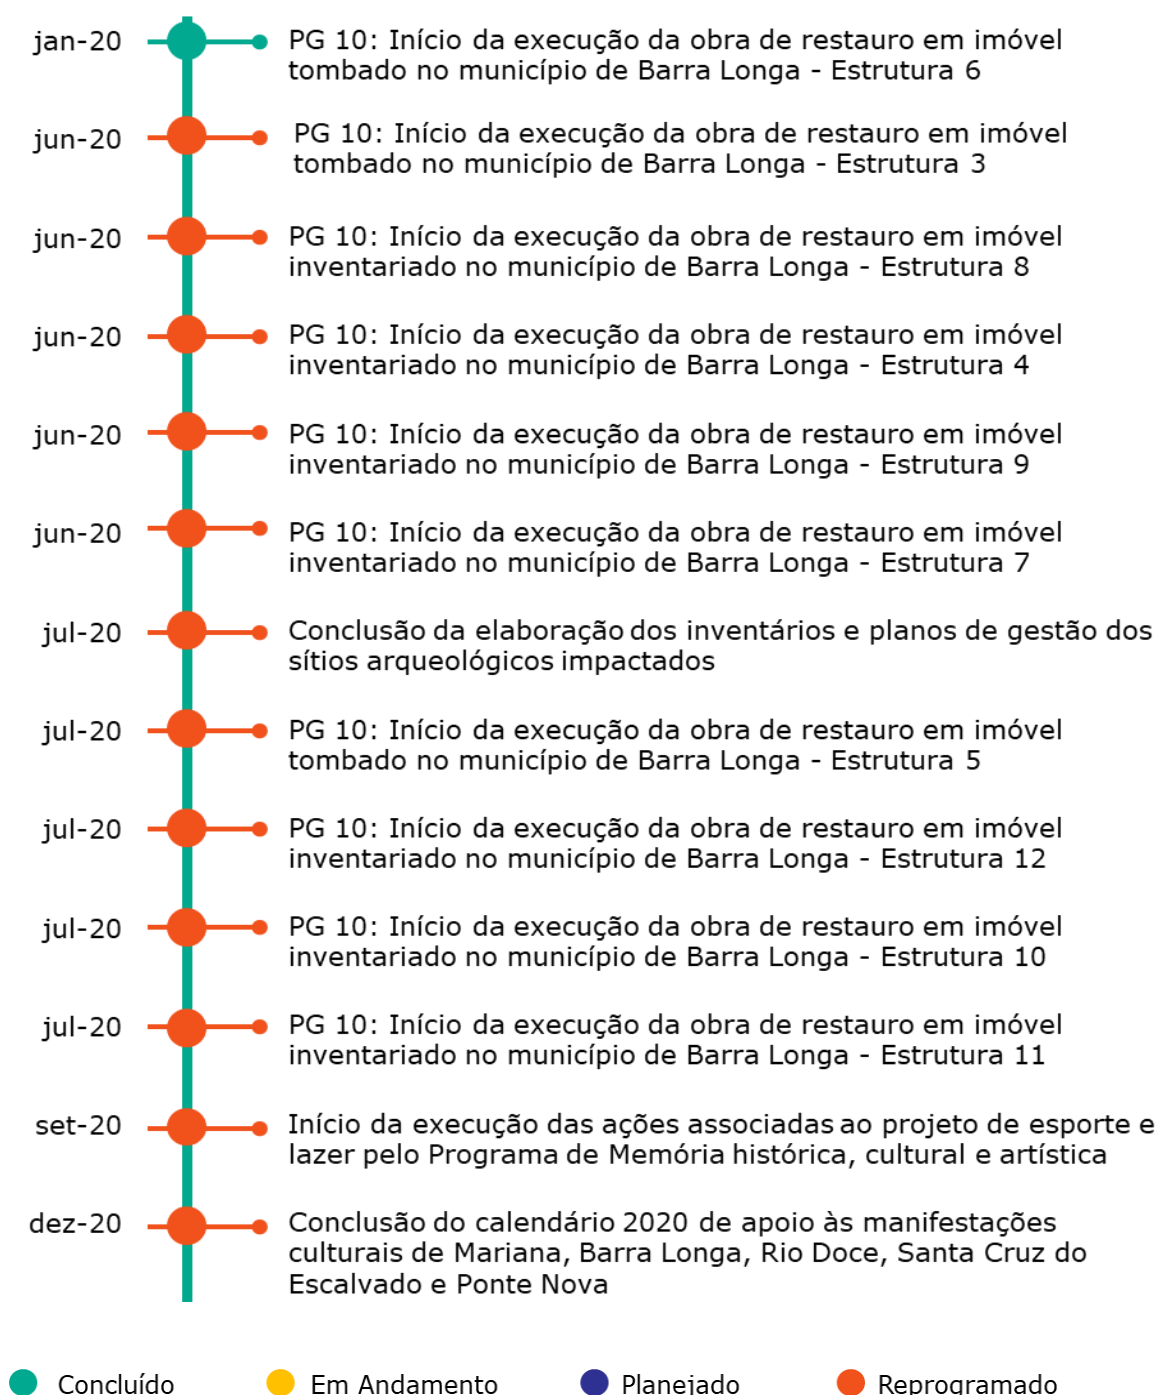 jan-20
PG 10: Início da execução da obra de restauro em imóvel
tombado no município de Barra Longa - Estrutura 6
jun-20
PG 10: Início da execução da obra de restauro em imóvel
tombado no município de Barra Longa - Estrutura 3
jun-20
PG 10: Início da execução da obra de restauro em imóvel
inventariado no município de Barra Longa - Estrutura 8
jun-20
PG 10: Início da execução da obra de restauro em imóvel
inventariado no município de Barra Longa - Estrutura 4
jun-20
PG 10: Início da execução da obra de restauro em imóvel
inventariado no município de Barra Longa - Estrutura 9
jun-20
PG 10: Início da execução da obra de restauro em imóvel
inventariado no município de Barra Longa - Estrutura 7
jul-20
Conclusão da elaboração dos inventários e planos de gestão dos
sítios arqueológicos impactados
jul-20
PG 10: Início da execução da obra de restauro em imóvel
tombado no município de Barra Longa - Estrutura 5
jul-20
PG 10: Início da execução da obra de restauro em imóvel
inventariado no município de Barra Longa - Estrutura 12
jul-20
PG 10: Início da execução da obra de restauro em imóvel
inventariado no município de Barra Longa - Estrutura 10
jul-20
PG 10: Início da execução da obra de restauro em imóvel
inventariado no município de Barra Longa - Estrutura 11
set-20
Início da execução das ações associadas ao projeto de esporte e
lazer pelo Programa de Memória histórica, cultural e artística
dez-20
Conclusão do calendário 2020 de apoio às manifestações
culturais de Mariana, Barra Longa, Rio Doce, Santa Cruz do
Escalvado e Ponte Nova
Concluído
Em Andamento
Planejado
Reprogramado